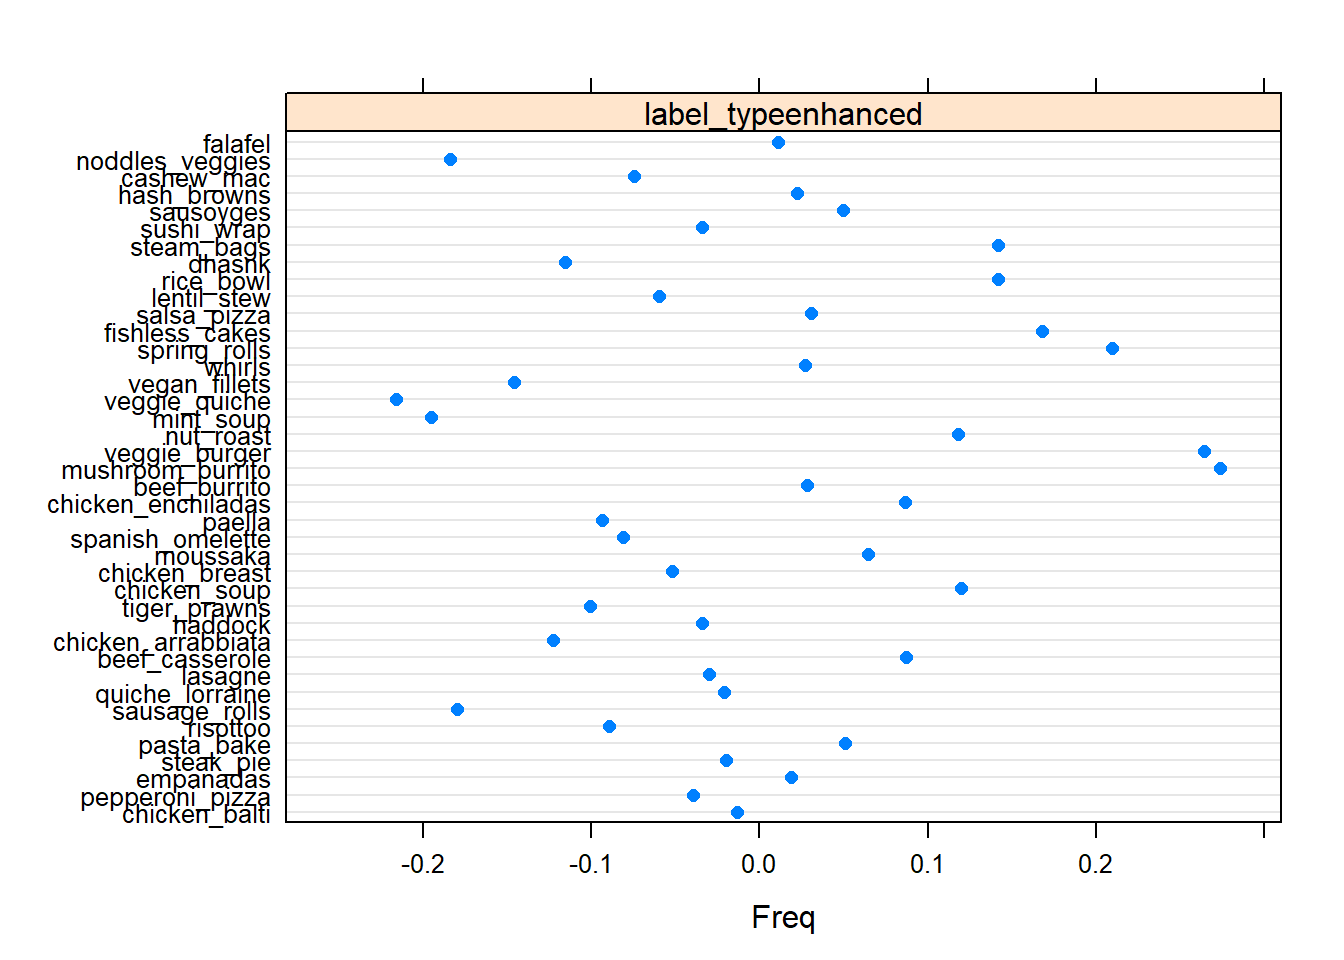 label_typeenhanced
falafel
noddles_veggies
cashew_mac
hash_browns
sausoyges
sushi_wrap
steam_bags
dhasnk
rice_bowl
lentil_stew
salsa_pizza
fishless_cakes
spring_rolls
whirls
vegan_fillets
veggie_quiche
mint_soup
nut_roast
veggie_burger
mushroom_burrito
beef_burrito
chicken_enchiladas
paella
spanish_omelette
moussaka
chicken_breast
chicken_soup
tiger_prawns
haddock
chicken_arrabbiata
beef_casserole
lasagne
quiche_lorraine
sausage_rolls
risottoo
pasta_bake
steak_pie
empanadas
pepperoni_pizza
chicken_balti
-0.2 -0.1 0.0 0.1 0.2
Freq